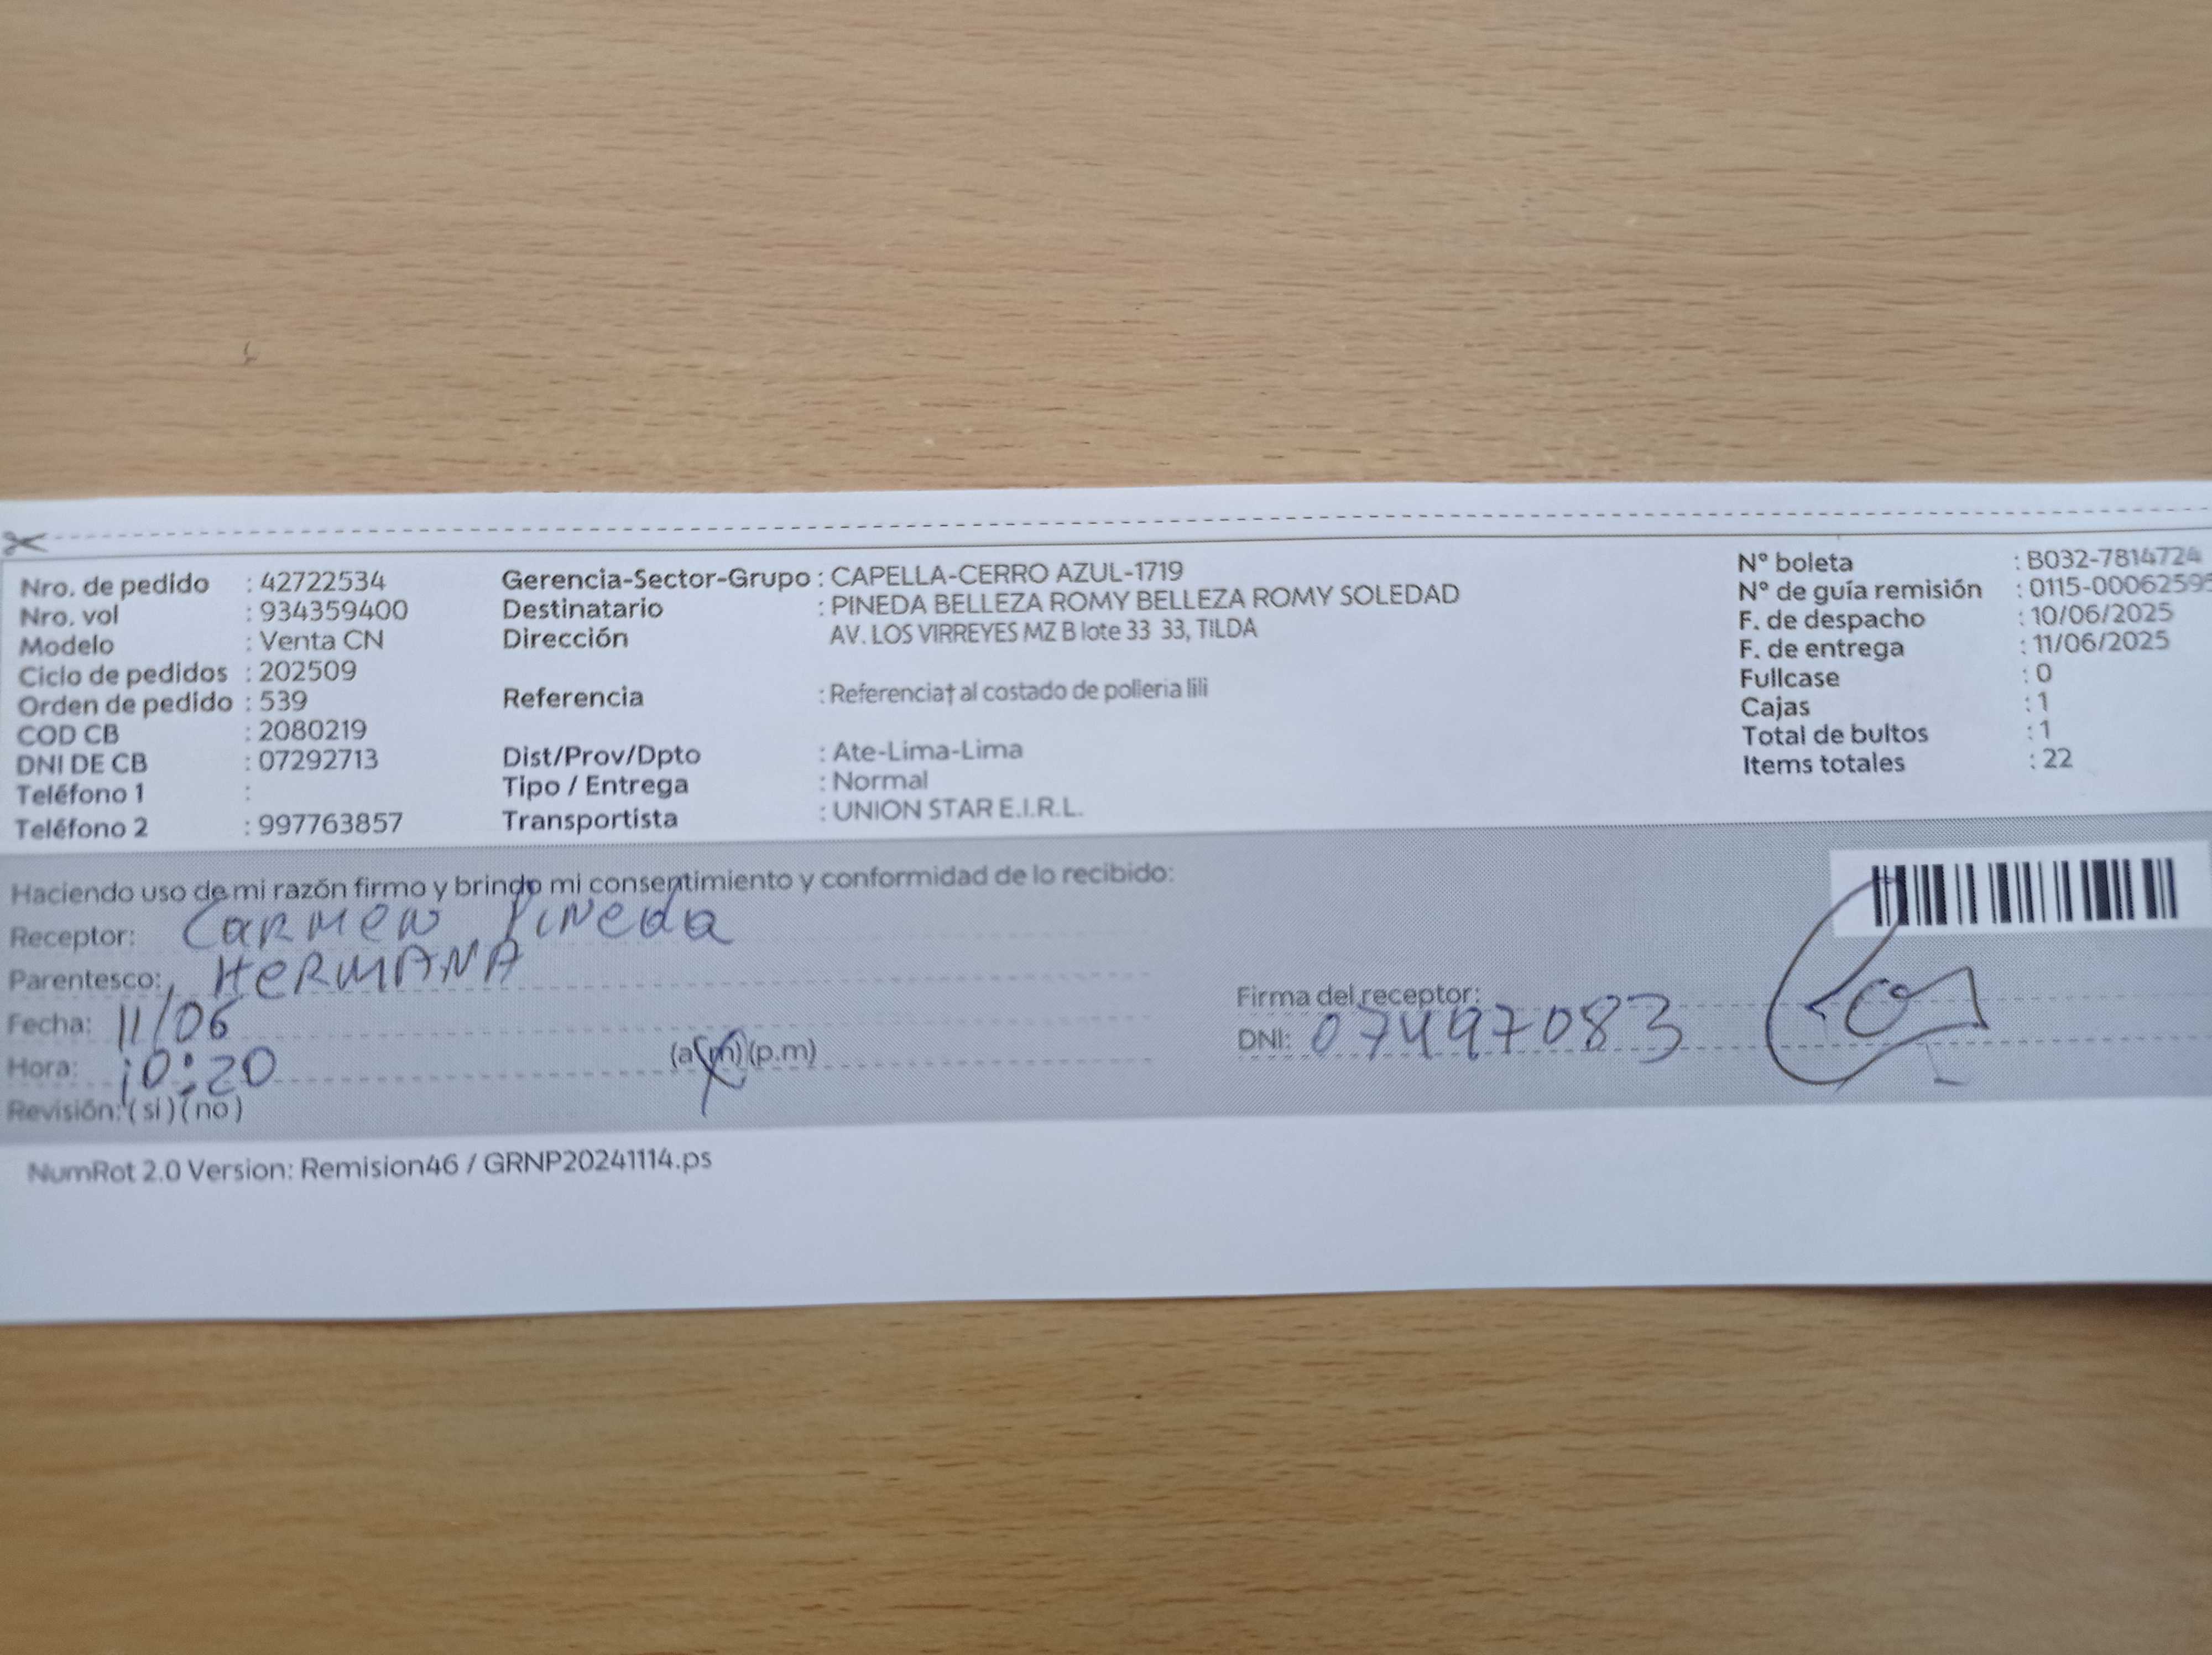 Nro. de pedido : 42722534
Nro. vol : 934359400
Modelo : Venta CN
Ciclo de pedidos : 202509
Orden de pedido : 539
COD CB : 2080219
DNI DE CB : 07292713
Teléfono 1 :
Teléfono 2 : 997763857
Gerencia-Sector-Grupo : CAPELLA-CERRO AZUL-1719
Destinatario : PINEDA BELLEZA ROMY BELLEZA ROMY SOLEDAD
Dirección AV. LOS VIRREYES MZ B lote 33 33, TILDA
Referencia : Referencia† al costado de polleria lili
Dist/Prov/Dpto : Ate-Lima-Lima
Tipo / Entrega : Normal
Transportista : UNION STAR E.I.R.L.
N° boleta : B032-7814724
N° de guía remisión : 0115-00062595
F. de despacho : 10/06/2025
F. de entrega : 11/06/2025
Fullcase : 0
Cajas : 1
Total de bultos : 1
Items totales : 22
Haciendo uso de mi razón firmo y brindo mi consentimiento y conformidad de lo recibido:
Receptor: Carmen Pineda
Parentesco: HERMANA
Fecha: 11/06
Hora: 10:20 (a.m) (p.m)
Revisión: (si) (no)
Firma del receptor:
DNI: 07497083
NumRot 2.0 Version: Remision46 / GRNP20241114.ps